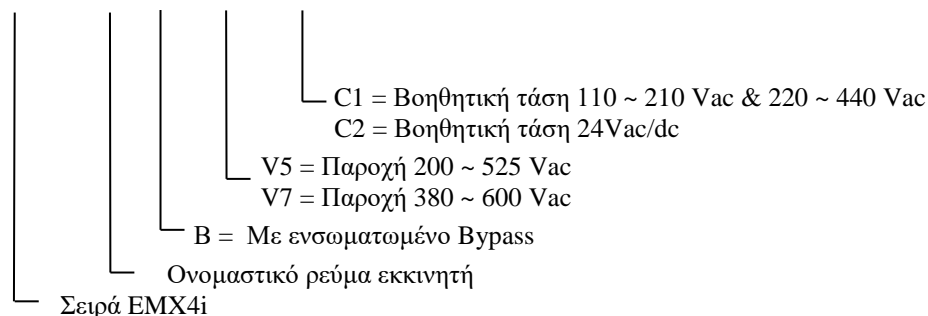 C1 = Βοηθητική τάση 110 ~ 210 Vac & 220 ~ 440 Vac
C2 = Βοηθητική τάση 24Vac/dc
V5 = Παροχή 200 ~ 525 Vac
V7 = Παροχή 380 ~ 600 Vac
B = Με ενσωματωμένο Bypass
Ονομαστικό ρεύμα εκκινητή
Σειρά EMX4i